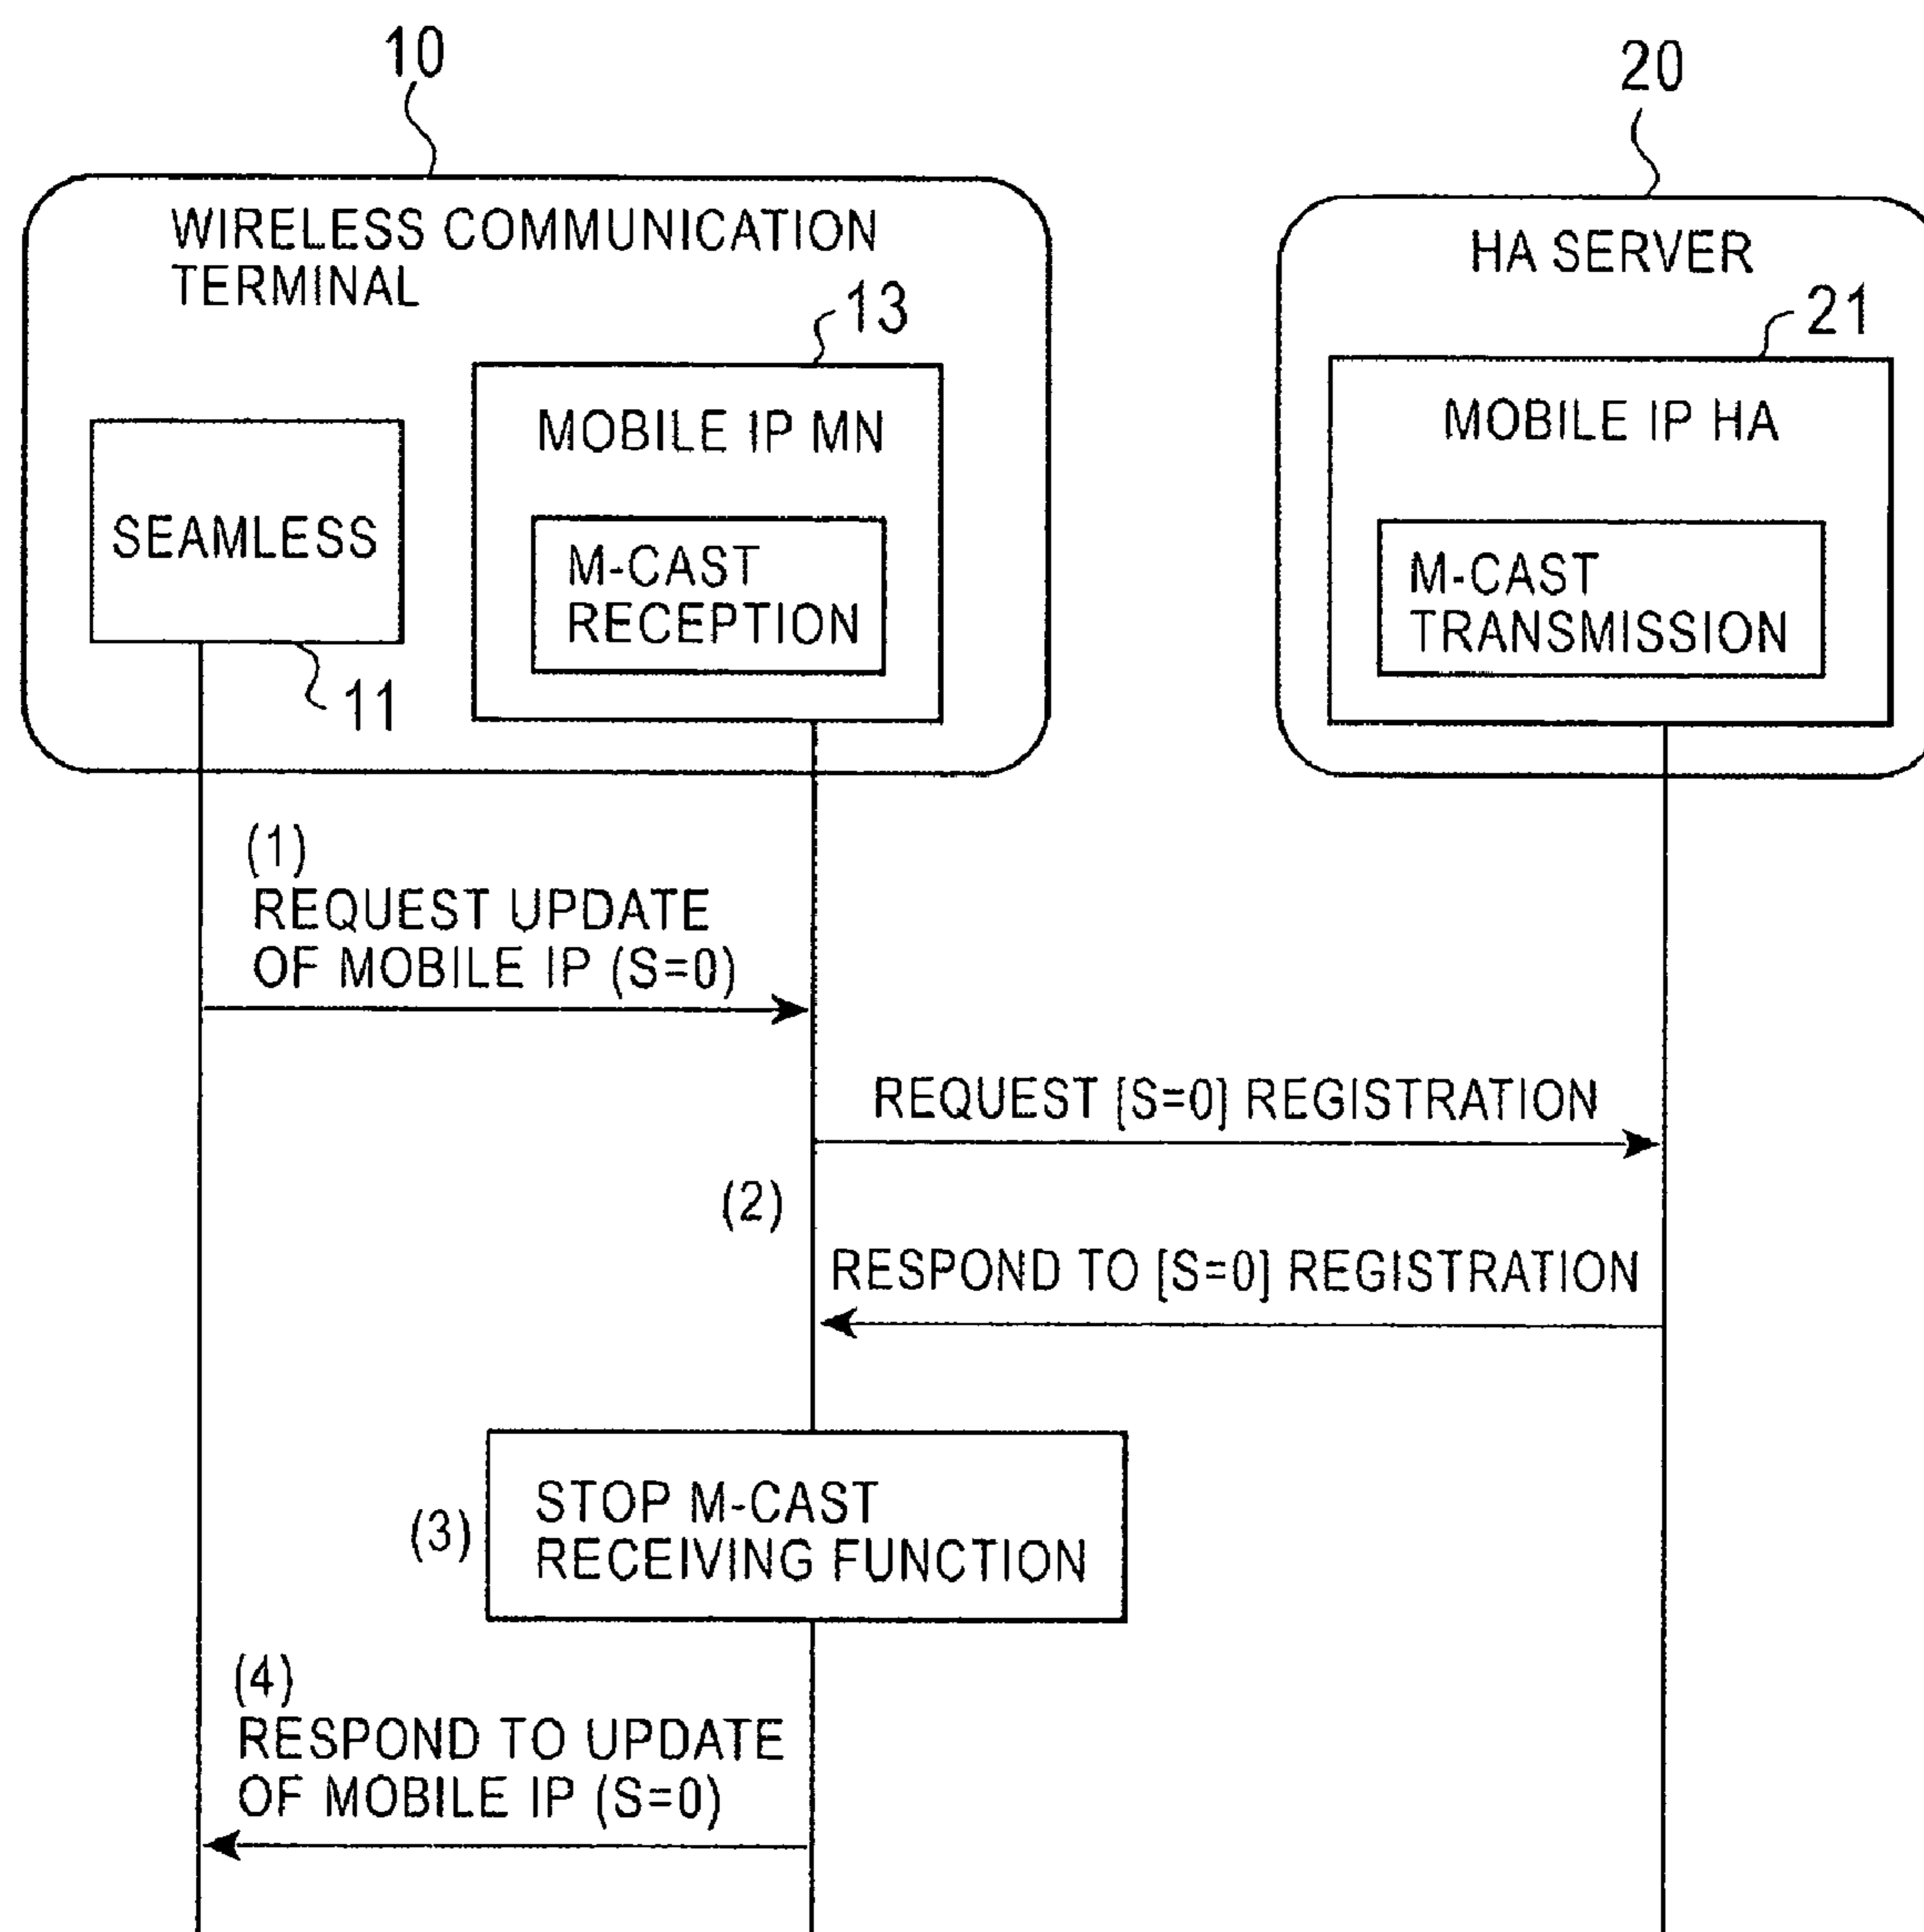 10
20
WIRELESS COMMUNICATION
TERMINAL
HA SERVER
13
21
MOBILE IP MN
MOBILE IP HA
SEAMLESS
M-CAST
RECEPTION
M-CAST
TRANSMISSION
11
(1)
REQUEST UPDATE
OF MOBILE IP (S=0)
REQUEST [S=0] REGISTRATION
(2)
RESPOND TO [S=0] REGISTRATION
(3)
STOP M-CAST
RECEIVING FUNCTION
(4)
RESPOND TO UPDATE
OF MOBILE IP (S=0)